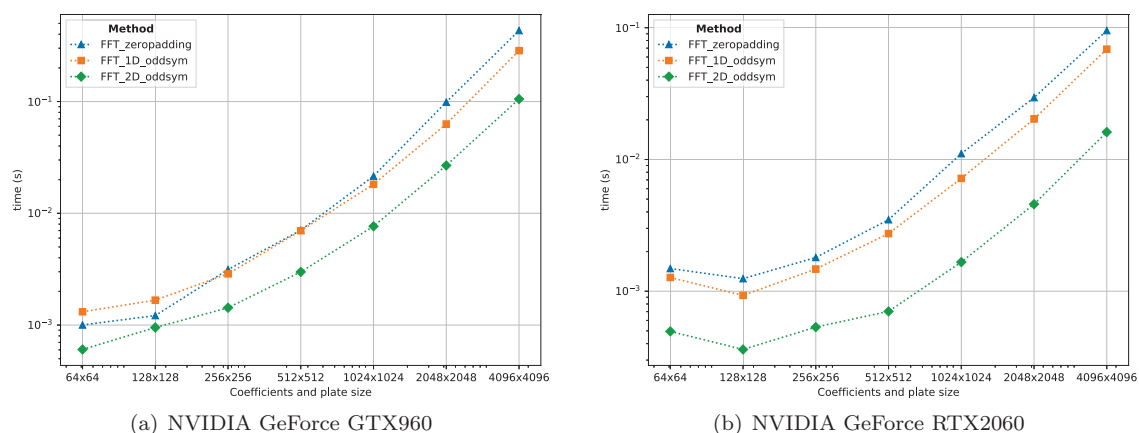 Method
FFT_zeropadding
FFT_1D_oddsym
FFT_2D_oddsym
time (s)
10⁻¹
10⁻²
10⁻³
64x64 128x128 256x256 512x512 1024x1024 2048x2048 4096x4096
Coefficients and plate size
(a) NVIDIA GeForce GTX960
Method
FFT_zeropadding
FFT_1D_oddsym
FFT_2D_oddsym
time (s)
10⁻¹
10⁻²
10⁻³
64x64 128x128 256x256 512x512 1024x1024 2048x2048 4096x4096
Coefficients and plate size
(b) NVIDIA GeForce RTX2060